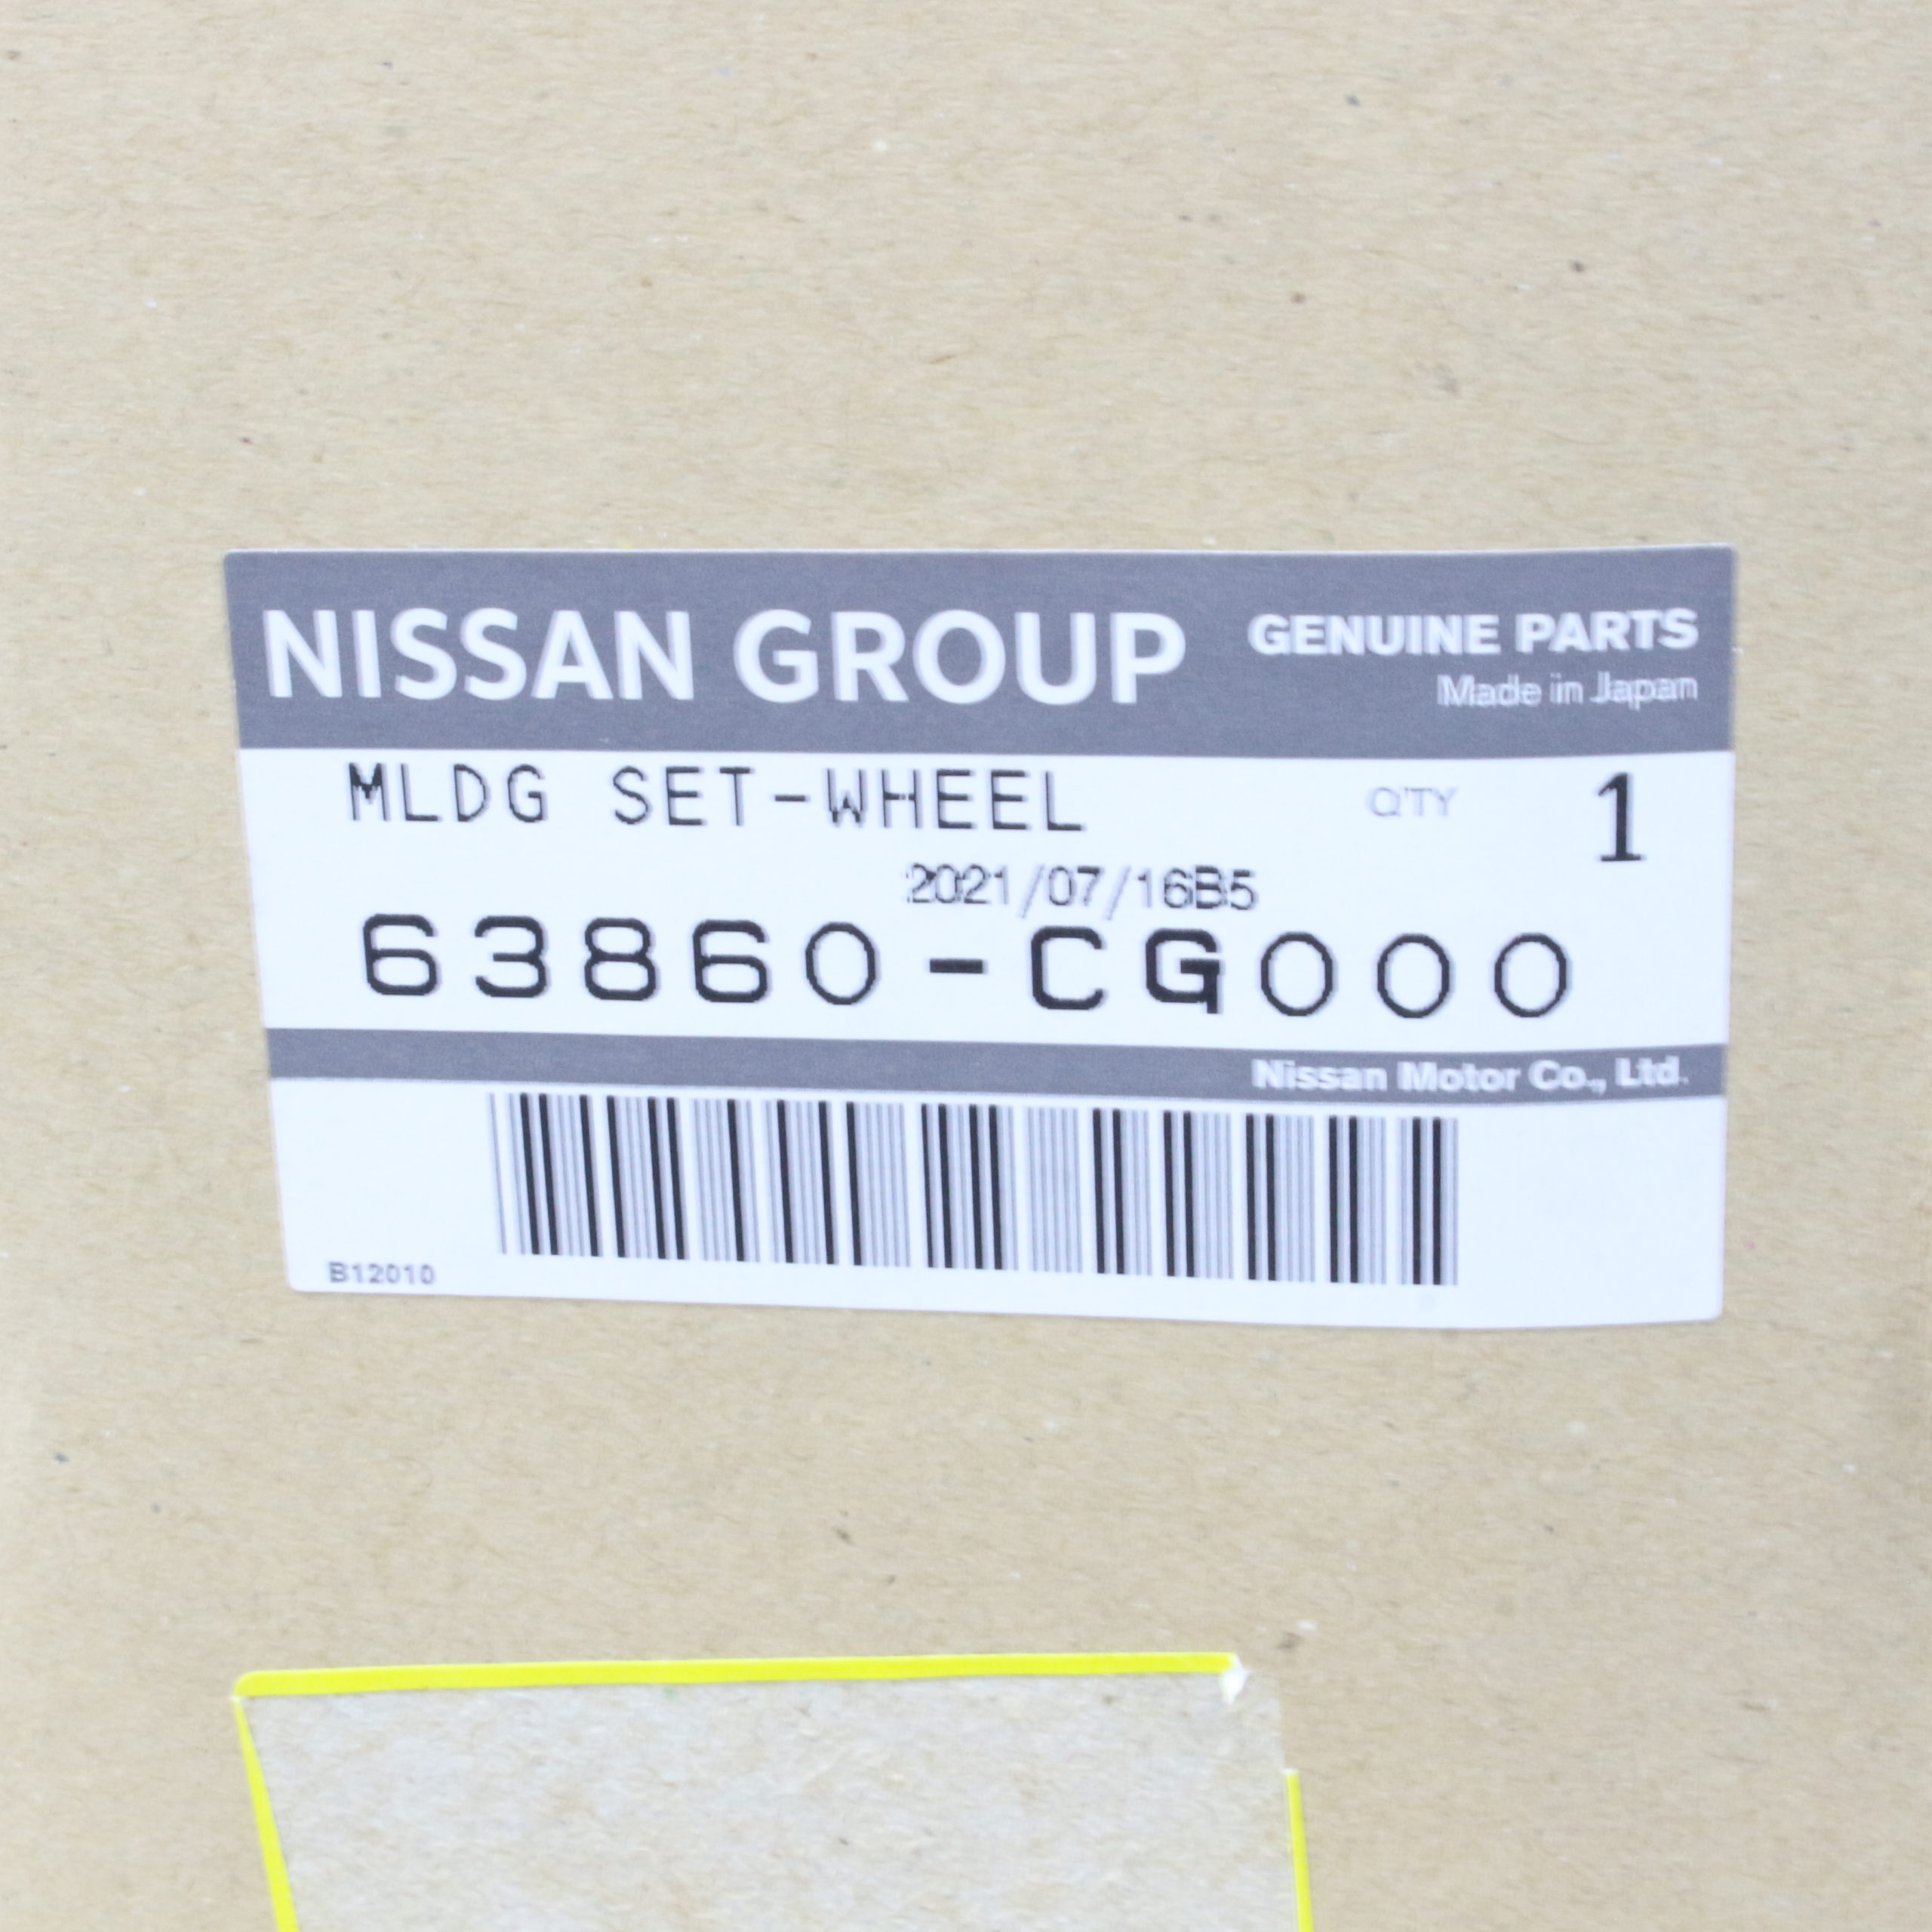 NISSAN GROUP GENUINE PARTS
Made in Japan
MLDG SET-WHEEL Q'TY 1
2021/07/16B5
63860-CG000
Nissan Motor Co., Ltd.
B12010